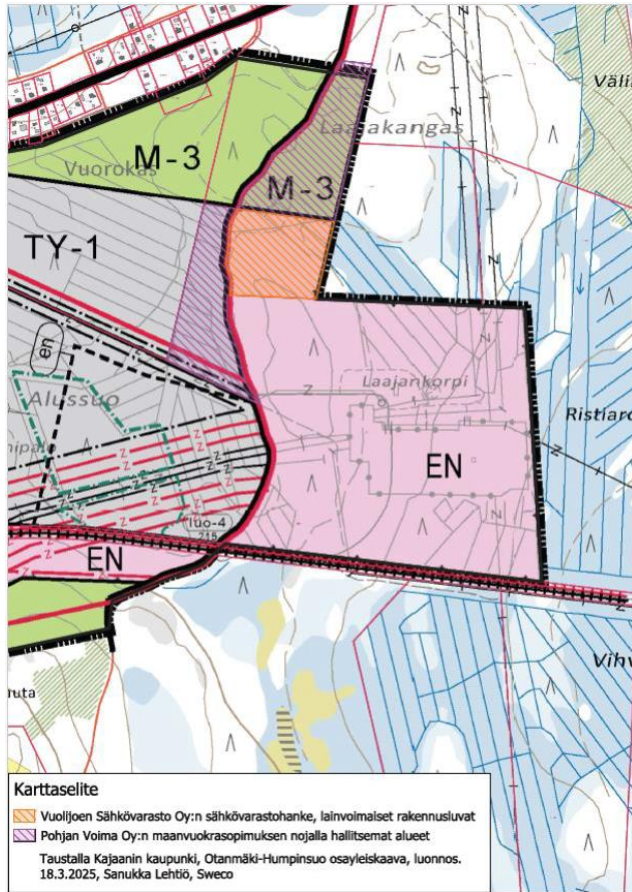 Väli
Laajakangas
M-3
Vuorokas
M-3
TY-1
en
Laajankorpi
Alussuo
Ristiaro
EN
luo-4
215
EN
Vihv
uuta
Karttaselite
Vuolijoen Sähkövarasto Oy:n sähkövarastohanke, lainvoimaiset rakennusluvat
Pohjan Voima Oy:n maanvuokrasopimuksen nojalla hallitsemat alueet
Taustalla Kajaanin kaupunki, Otanmäki-Humpinsuo osayleiskaava, luonnos.
18.3.2025, Sanukka Lehtiö, Sweco